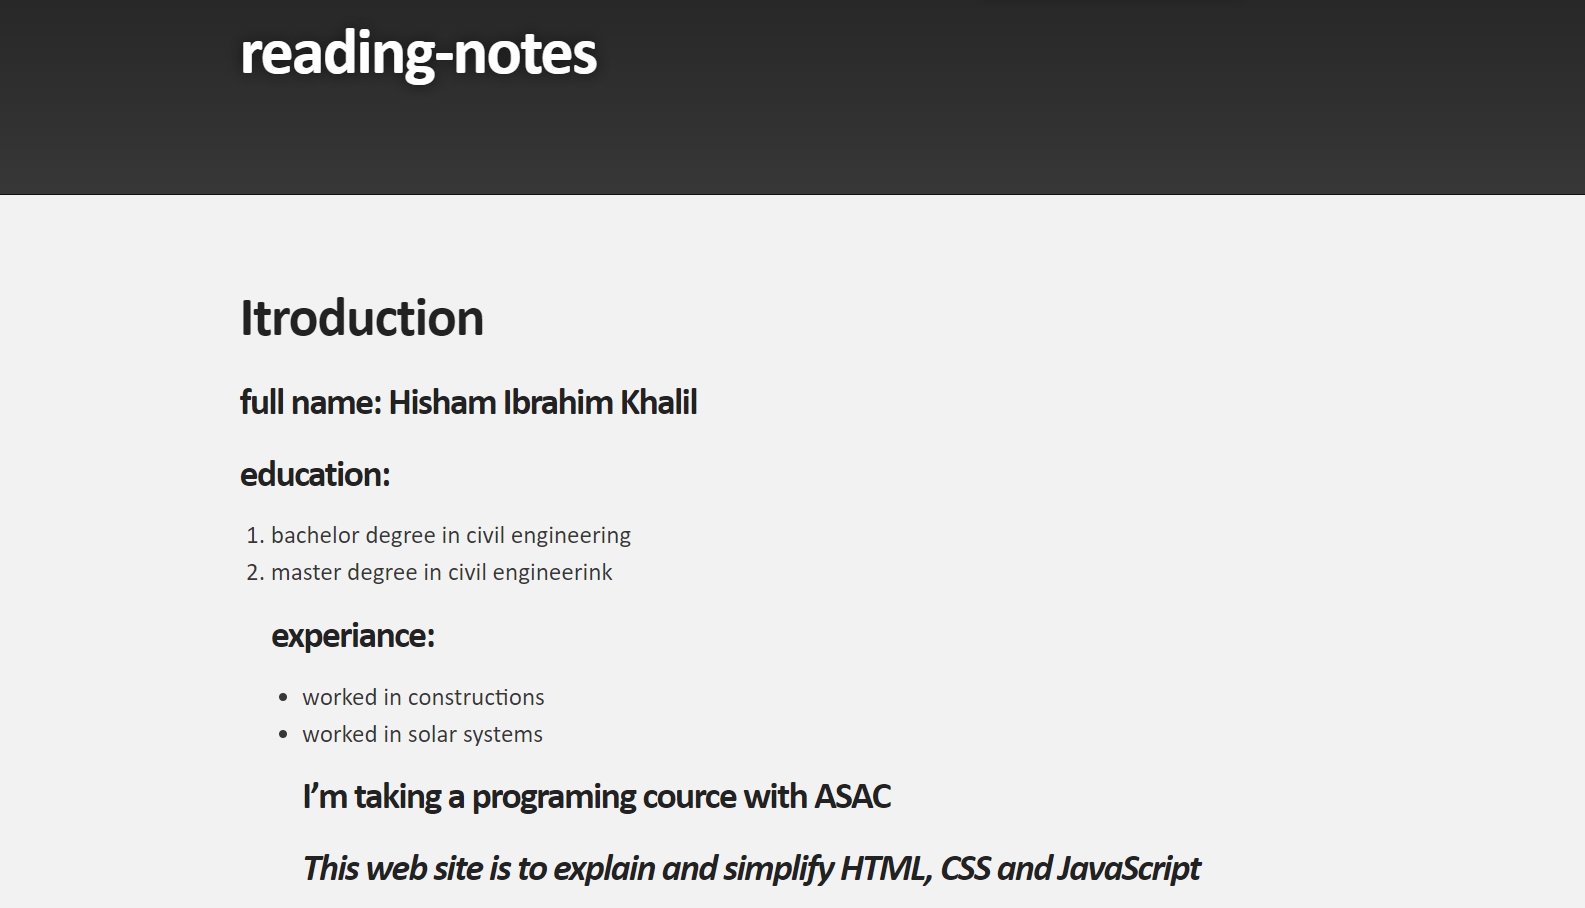 reading-notes
Itroduction
full name: Hisham Ibrahim Khalil
education:
1. bachelor degree in civil engineering
2. master degree in civil engineerink
experiance:
• worked in constructions
• worked in solar systems
I’m taking a programing cource with ASAC
This web site is to explain and simplify HTML, CSS and JavaScript